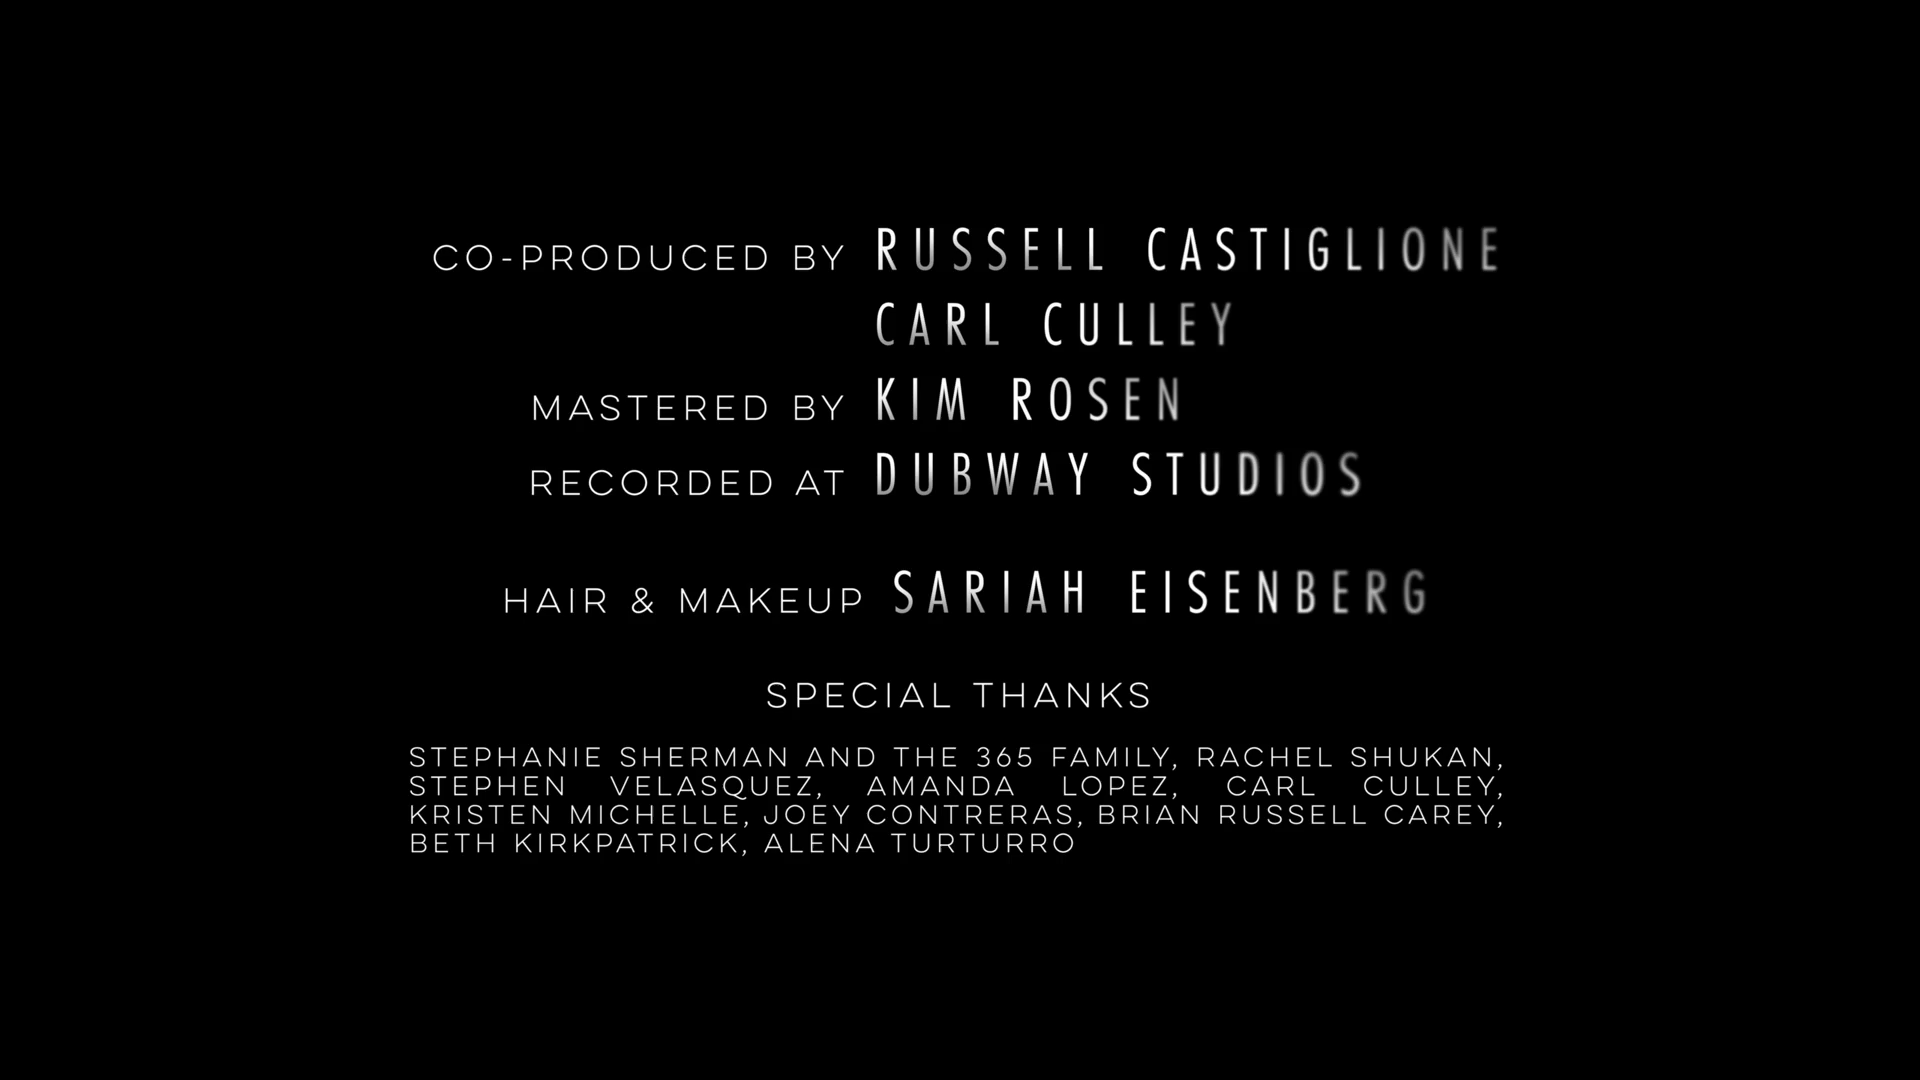 CO-PRODUCED BY RUSSELL CASTIGLIONE
CARL CULLEY
MASTERED BY KIM ROSEN
RECORDED AT DUBWAY STUDIOS
HAIR & MAKEUP SARIAH EISENBERG
SPECIAL THANKS
STEPHANIE SHERMAN AND THE 365 FAMILY, RACHEL SHUKAN,
STEPHEN VELASQUEZ, AMANDA LOPEZ, CARL CULLEY,
KRISTEN MICHELLE, JOEY CONTRERAS, BRIAN RUSSELL CAREY,
BETH KIRKPATRICK, ALENA TURTURRO